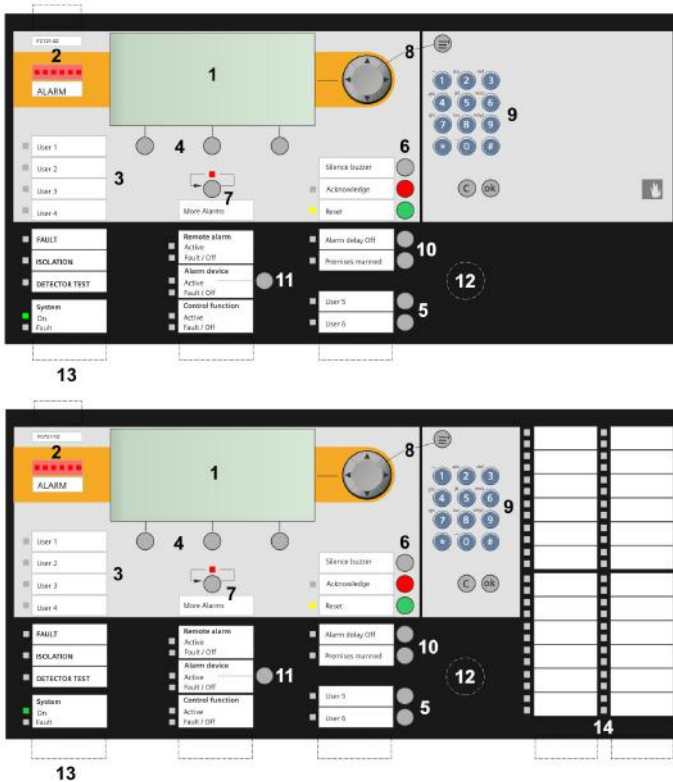 2
1
8
ALARM
1 2 3
4 5 6
7 8 9
* 0 #
9
4
6
User 1
User 2
User 3
User 4
3
7
More Alarms
Silence buzzer
Acknowledge
Reset
C ok
FAULT
ISOLATION
DETECTOR TEST
System
On
Fault
Remote alarm
Active
Fault / Off
Alarm device
Active
Fault / Off
Control function
Active
Fault / Off
11
Alarm delay Off
Premises manned
10
User 5
User 6
5
12
13
2
1
8
ALARM
1 2 3
4 5 6
7 8 9
* 0 #
9
4
6
User 1
User 2
User 3
User 4
3
7
More Alarms
Silence buzzer
Acknowledge
Reset
C ok
FAULT
ISOLATION
DETECTOR TEST
System
On
Fault
Remote alarm
Active
Fault / Off
Alarm device
Active
Fault / Off
Control function
Active
Fault / Off
11
Alarm delay Off
Premises manned
10
User 5
User 6
5
12
14
13